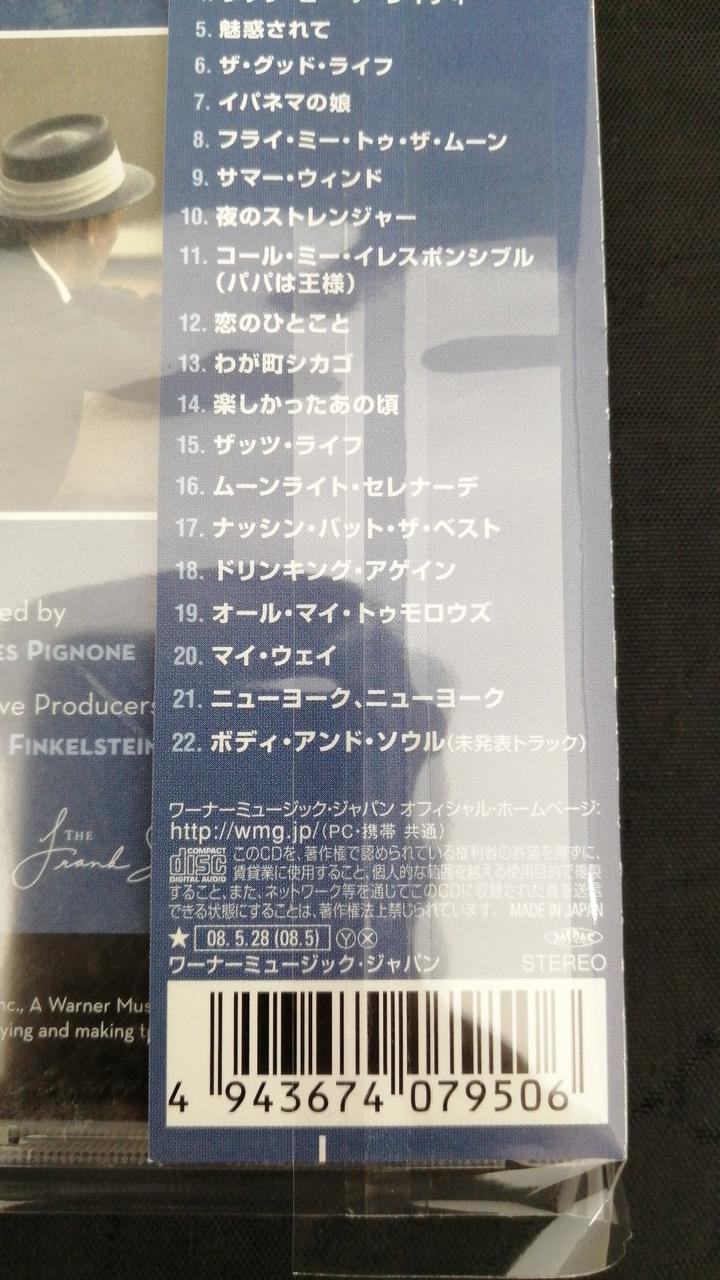 5. 魅惑されて
6. ザ・グッド・ライフ
7. イパネマの娘
8. フライ・ミー・トゥ・ザ・ムーン
9. サマー・ウィンド
10. 夜のストレンジャー
11. コール・ミー・イレスポンシブル
(パパは王様)
12. 恋のひとこと
13. わが町シカゴ
14. 楽しかったあの頃
15. ザッツ・ライフ
16. ムーンライト・セレナーデ
17. ナッシン・バット・ザ・ベスト
18. ドリンキング・アゲイン
19. オール・マイ・トゥモロウズ
20. マイ・ウェイ
21. ニューヨーク、ニューヨーク
22. ボディ・アンド・ソウル(未発表トラック)
ed by
ES PIGNONE
ve Producers
FINKELSTEIN
THE
Frank S
nc., A Warner Mus
ying and making
ワーナーミュージック・ジャパン オフィシャル・ホームページ:
http://wmg.jp/(PC・携帯 共通)
COMPACT
disc
DIGITAL AUDIO
このCDを、著作権で認められている権利者の許諾を得ずに、
賃貸業に使用すること、個人的な範囲を越える使用目的で複製
すること、また、ネットワーク等を通じてこのCDに収録された音を送信
できる状態にすることは、著作権法上禁じられています。 MADE IN JAPAN
★ 08.5.28 (08.5) Ⓨ Ⓧ
JASRAC
ワーナーミュージック・ジャパン STEREO
4 943674 079506